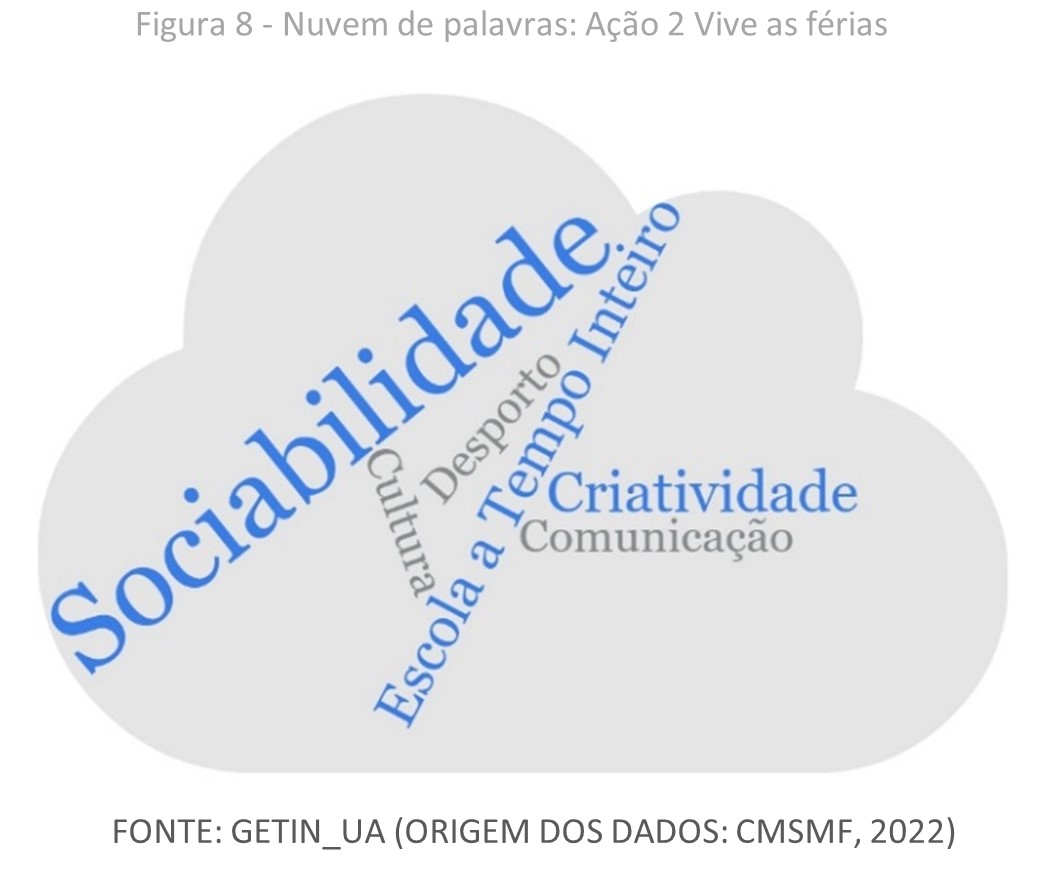 Figura 8 - Nuvem de palavras: Ação 2 Vive as férias
Sociabilidade
Escola a Tempo Inteiro
Desporto
Cultura
Criatividade
Comunicação
FONTE: GETIN_UA (ORIGEM DOS DADOS: CMSMF, 2022)